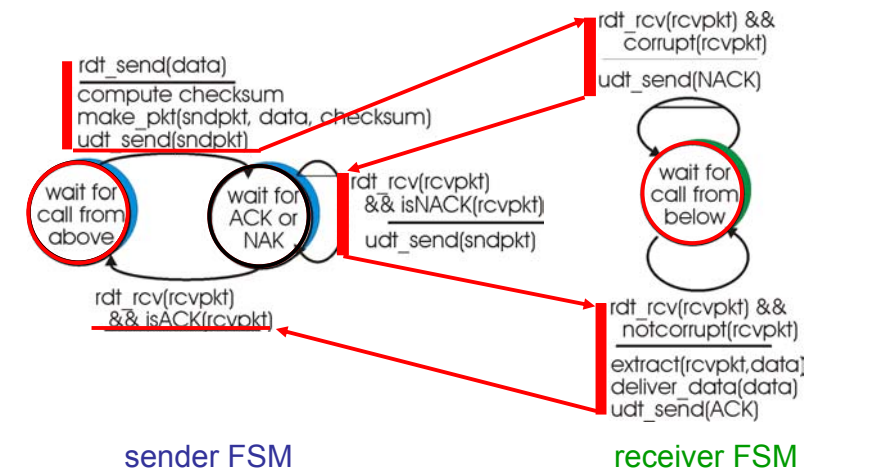 rdt_send(data)
compute checksum
make_pkt(sndpkt, data, checksum)
udt_send(sndpkt)
wait for
call from
above
wait for
ACK or
NAK
rdt_rcv(rcvpkt)
&& isNACK(rcvpkt)
udt_send(sndpkt)
rdt_rcv(rcvpkt)
&& isACK(rcvpkt)
sender FSM
rdt_rcv(rcvpkt) &&
corrupt(rcvpkt)
udt_send(NACK)
wait for
call from
below
rdt_rcv(rcvpkt) &&
notcorrupt(rcvpkt)
extract(rcvpkt,data)
deliver_data(data)
udt_send(ACK)
receiver FSM